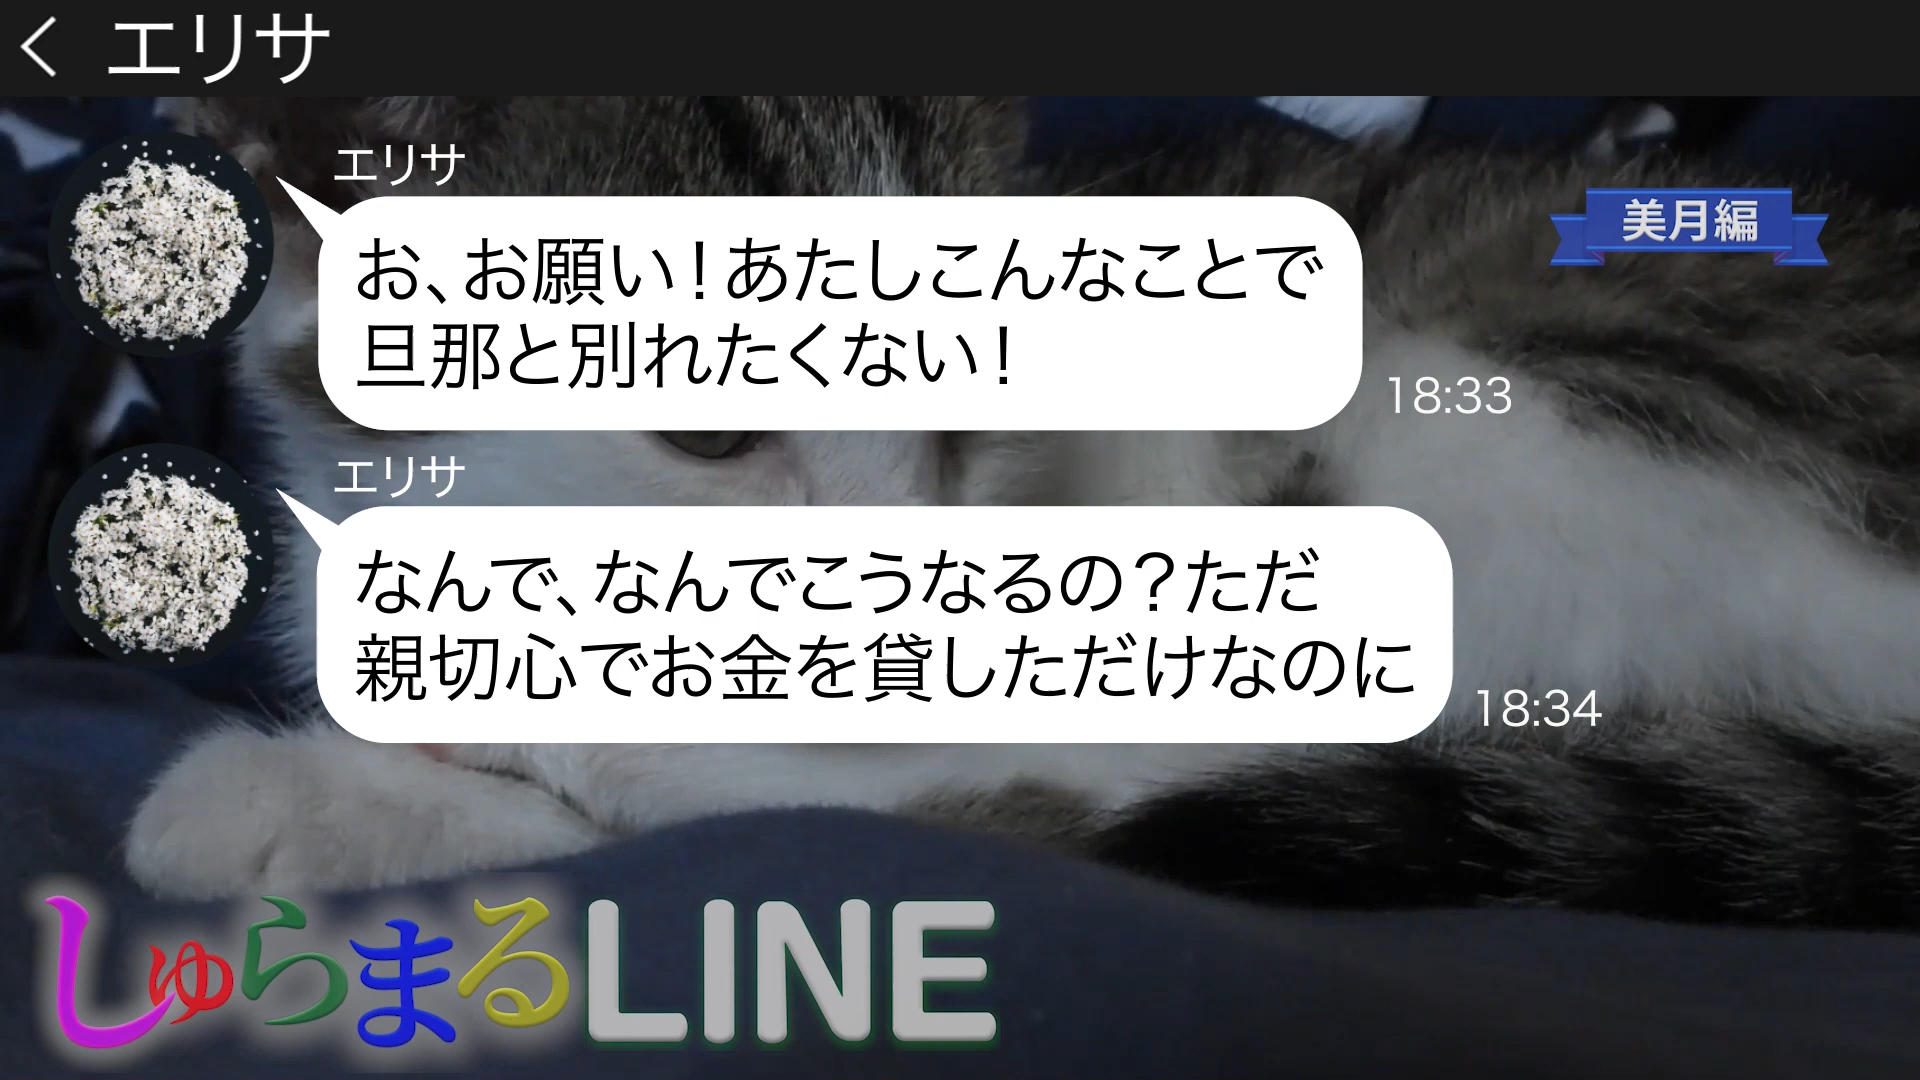 エリサ
エリサ
お、お願い！あたしこんなことで
旦那と別れたくない！
18:33
美月編
エリサ
なんで、なんでこうなるの？ただ
親切心でお金を貸しただけなのに
18:34
しゅらまるLINE